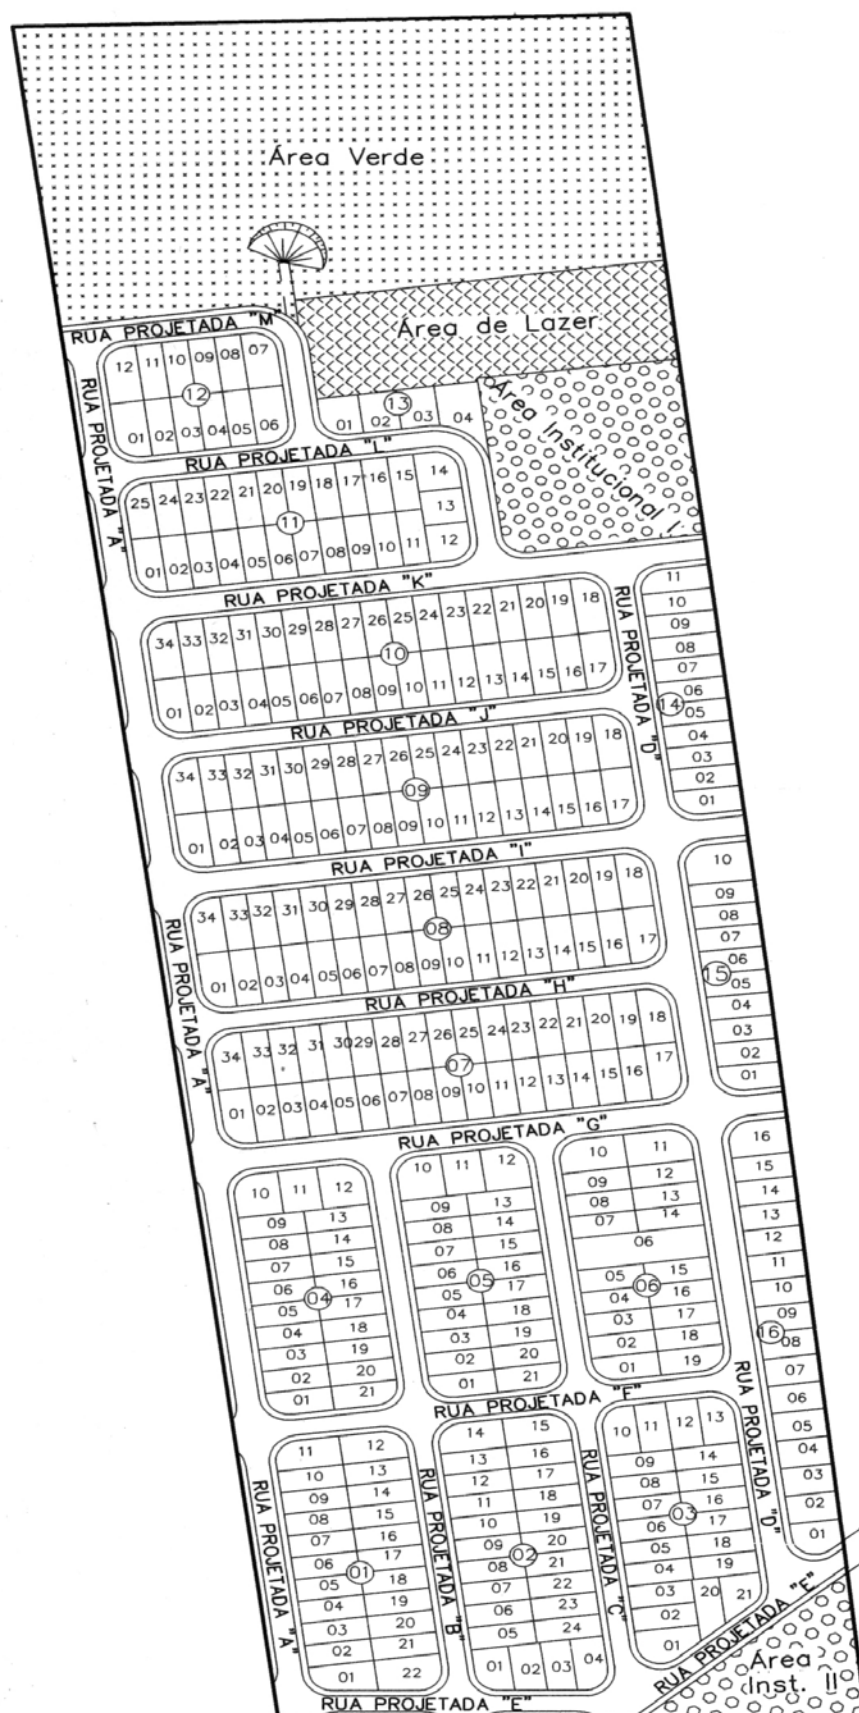 Área Verde
Área de Lazer
RUA PROJETADA "M"
12 11 10 09 08 07
12
01 02 03 04 05 06
13
01 02 03 04
Área Institucional I
RUA PROJETADA "A"
RUA PROJETADA "L"
25 24 23 22 21 20 19 18 17 16 15 14
13
11
01 02 03 04 05 06 07 08 09 10 11 12
RUA PROJETADA "K"
34 33 32 31 30 29 28 27 26 25 24 23 22 21 20 19 18
10
01 02 03 04 05 06 07 08 09 10 11 12 13 14 15 16 17
RUA PROJETADA "D"
11
10
09
08
07
06
14
05
04
03
02
01
RUA PROJETADA "J"
34 33 32 31 30 29 28 27 26 25 24 23 22 21 20 19 18
09
01 02 03 04 05 06 07 08 09 10 11 12 13 14 15 16 17
RUA PROJETADA "I"
34 33 32 31 30 29 28 27 26 25 24 23 22 21 20 19 18
08
01 02 03 04 05 06 07 08 09 10 11 12 13 14 15 16 17
10
09
08
07
06
15
05
04
03
02
01
RUA PROJETADA "A"
RUA PROJETADA "H"
34 33 32 31 30 29 28 27 26 25 24 23 22 21 20 19 18
07
01 02 03 04 05 06 07 08 09 10 11 12 13 14 15 16 17
RUA PROJETADA "G"
10 11 12
09 13
08 14
07 15
06 16
04
05 17
04 18
03 19
02 20
01 21
10 11 12
09 13
08 14
07 15
06 16
05
05 17
04 18
03 19
02 20
01 21
10 11
09 12
08 13
07 14
06
05 15
06
04 16
03 17
02 18
01 19
16
15
14
13
12
11
10
09
16
08
07
06
05
04
03
02
01
RUA PROJETADA "F"
RUA PROJETADA "D"
RUA PROJETADA "A"
11 12
10 13
09 14
08 15
07 16
06 17
01
05 18
04 19
03 20
02 21
01 22
RUA PROJETADA "B"
14 15
13 16
12 17
11 18
10 19
09 20
02
08 21
07 22
06 23
05 24
01 02 03 04
RUA PROJETADA "C"
10 11 12 13
09 14
08 15
07 16
03
06 17
05 18
04 19
03 20 21
02
01
RUA PROJETADA "E"
RUA PROJETADA "E"
Área
Inst. II